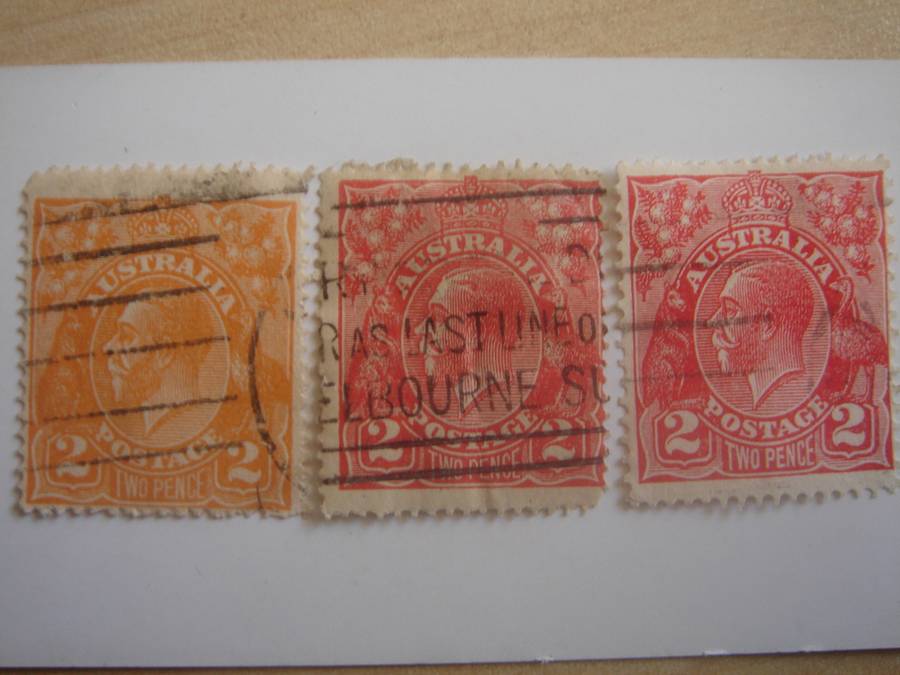 AUSTRALIA
POSTAGE
2 2
TWO PENCE
AUSTRALIA
RAS LAST LINE O
ELBOURNE SU
POSTAGE
2 2
TWO PENCE
AUSTRALIA
POSTAGE
2 2
TWO PENCE